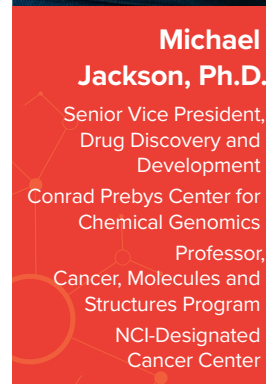 Michael
Jackson, Ph.D.
Senior Vice President,
Drug Discovery and
Development
Conrad Prebys Center for
Chemical Genomics
Professor,
Cancer, Molecules and
Structures Program
NCI-Designated
Cancer Center